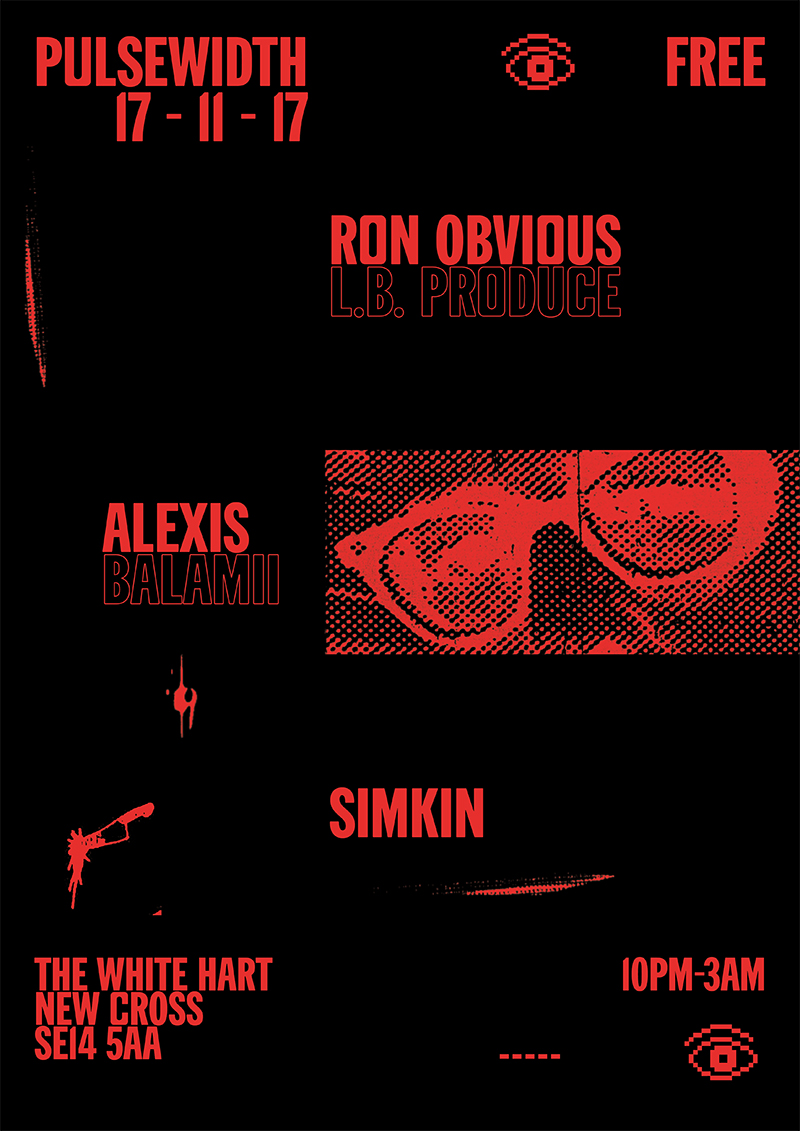 PULSEWIDTH
17 - 11 - 17
FREE
RON OBVIOUS
L.B. PRODUCE
ALEXIS
BALAMII
SIMKIN
THE WHITE HART
NEW CROSS
SE14 5AA
10PM-3AM
-----